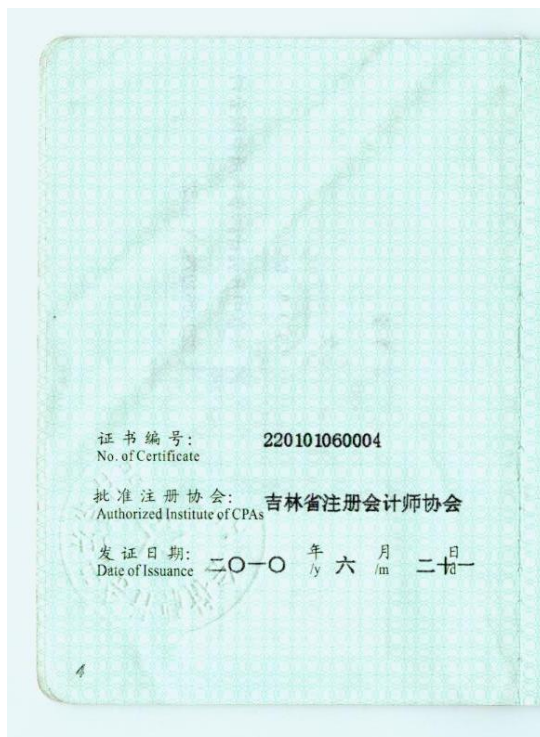 证书编号: 220101060004
No. of Certificate
批准注册协会: 吉林省注册会计师协会
Authorized Institute of CPAs
发证日期: 二〇一〇 年 六 月 二十一 日
Date of Issuance /y /m /d
4